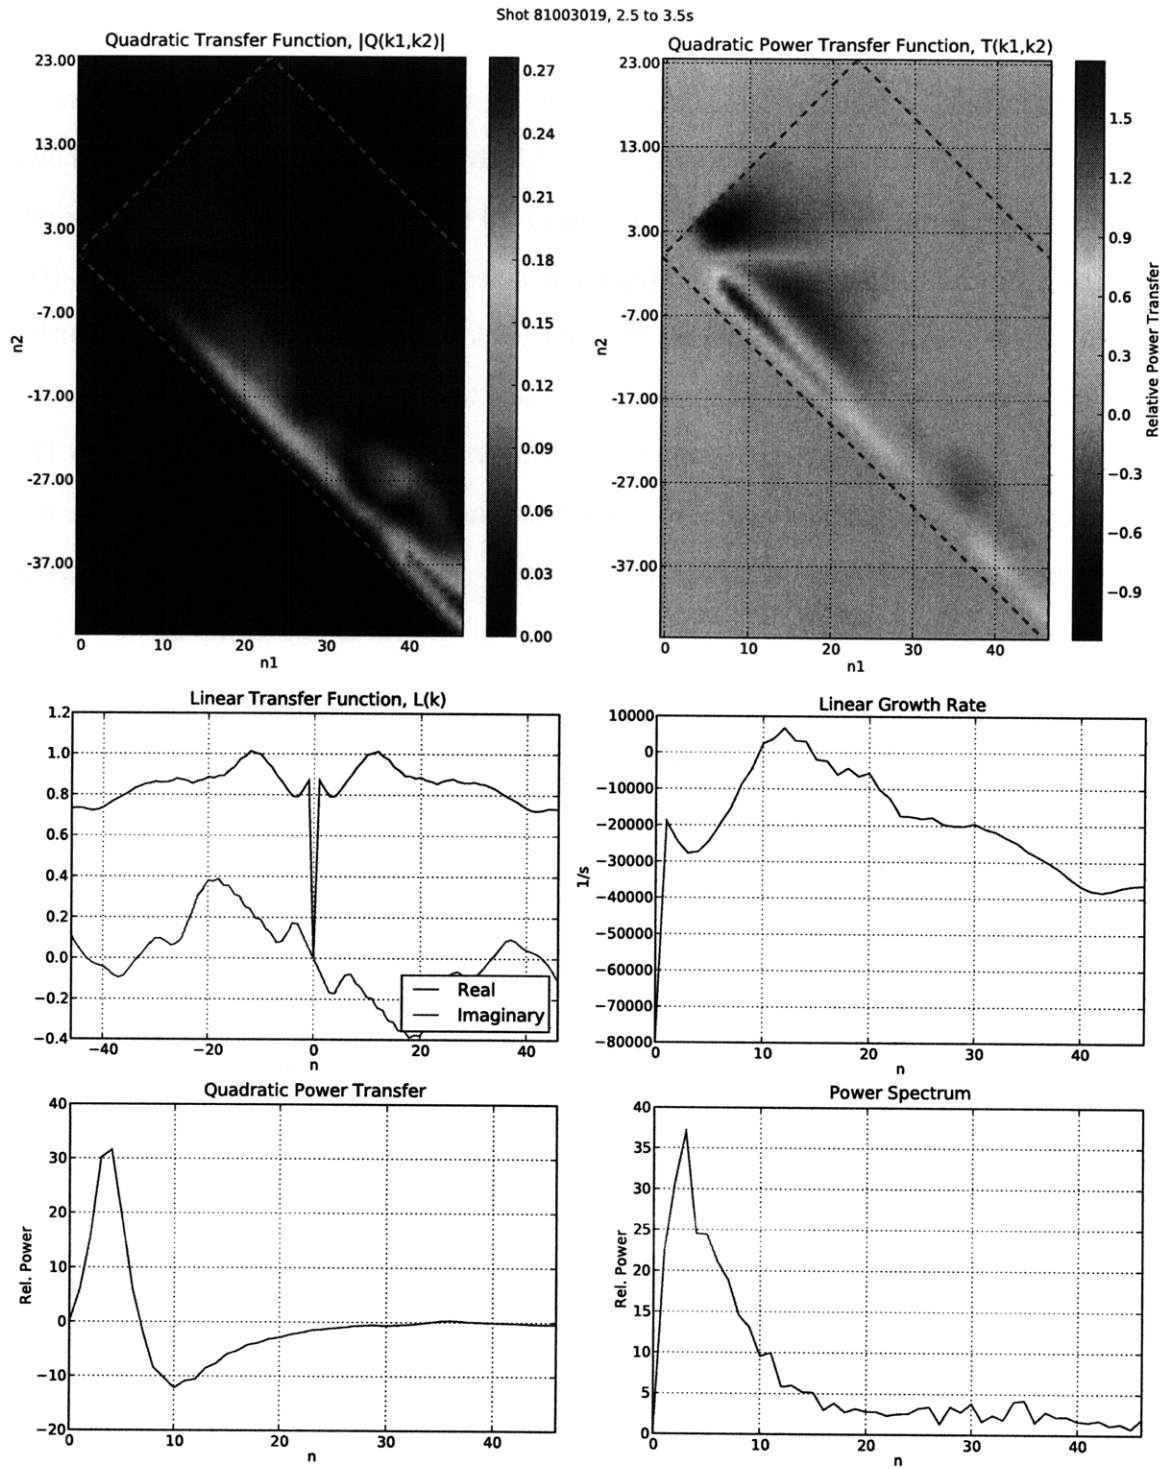 Shot 81003019, 2.5 to 3.5s
Quadratic Transfer Function, |Q(k1,k2)|
23.00
13.00
3.00
-7.00
-17.00
-27.00
-37.00
n2
0 10 20 30 40
n1
0.27
0.24
0.21
0.18
0.15
0.12
0.09
0.06
0.03
0.00
Quadratic Power Transfer Function, T(k1,k2)
23.00
13.00
3.00
-7.00
-17.00
-27.00
-37.00
n2
0 10 20 30 40
n1
1.5
1.2
0.9
0.6
0.3
0.0
−0.3
−0.6
−0.9
Relative Power Transfer
Linear Transfer Function, L(k)
1.2
1.0
0.8
0.6
0.4
0.2
0.0
−0.2
−0.4
−40 −20 0 20 40
n
Real
Imaginary
Linear Growth Rate
10000
0
−10000
−20000
−30000
−40000
−50000
−60000
−70000
−80000
1/s
0 10 20 30 40
n
Quadratic Power Transfer
40
30
20
10
0
−10
−20
Rel. Power
0 10 20 30 40
n
Power Spectrum
40
35
30
25
20
15
10
5
0
Rel. Power
0 10 20 30 40
n